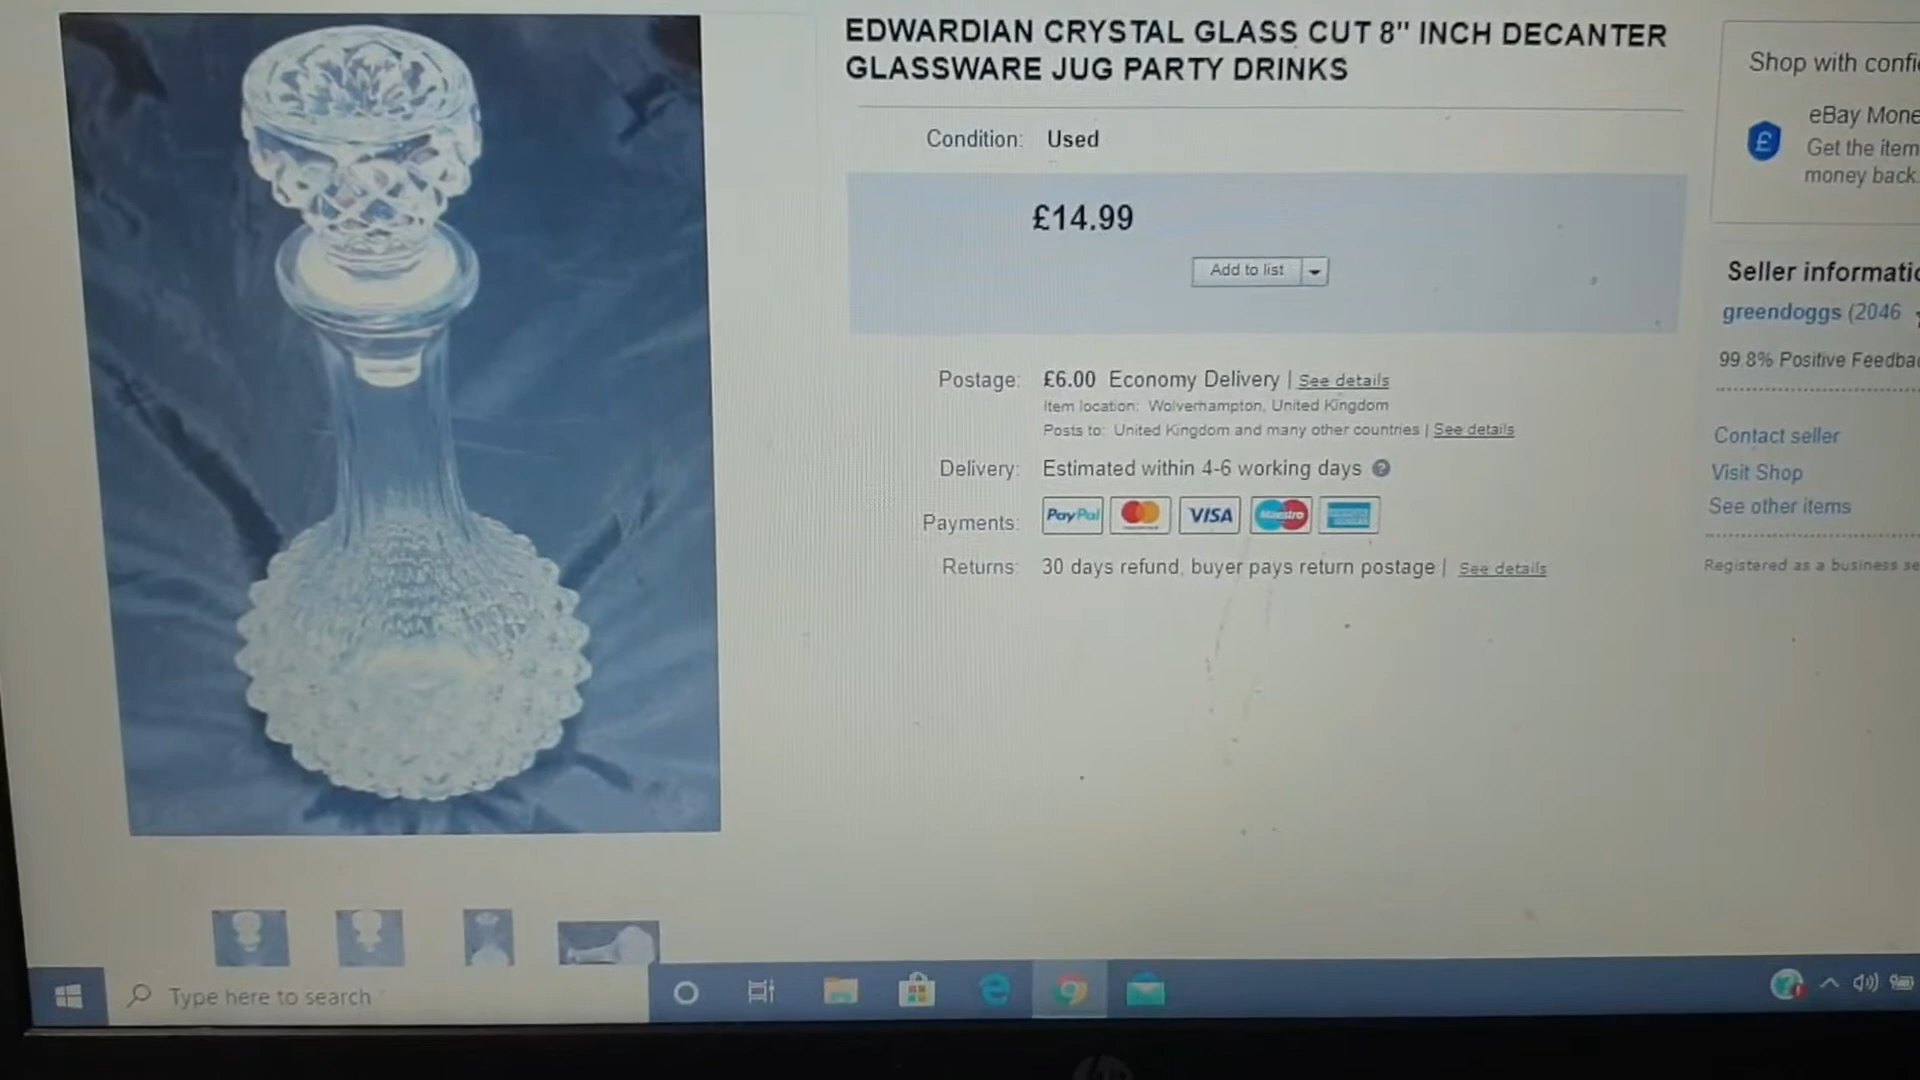 EDWARDIAN CRYSTAL GLASS CUT 8" INCH DECANTER
GLASSWARE JUG PARTY DRINKS
Condition: Used
£14.99
Add to list
Postage: £6.00 Economy Delivery | See details
Item location: Wolverhampton, United Kingdom
Posts to: United Kingdom and many other countries | See details
Delivery: Estimated within 4-6 working days ?
Payments: PayPal VISA Maestro
Returns: 30 days refund, buyer pays return postage | See details
Shop with confi
£
eBay Mone
Get the item
money back.
Seller informatio
greendoggs (2046
99.8% Positive Feedba
Contact seller
Visit Shop
See other items
Registered as a business se
Type here to search
hp